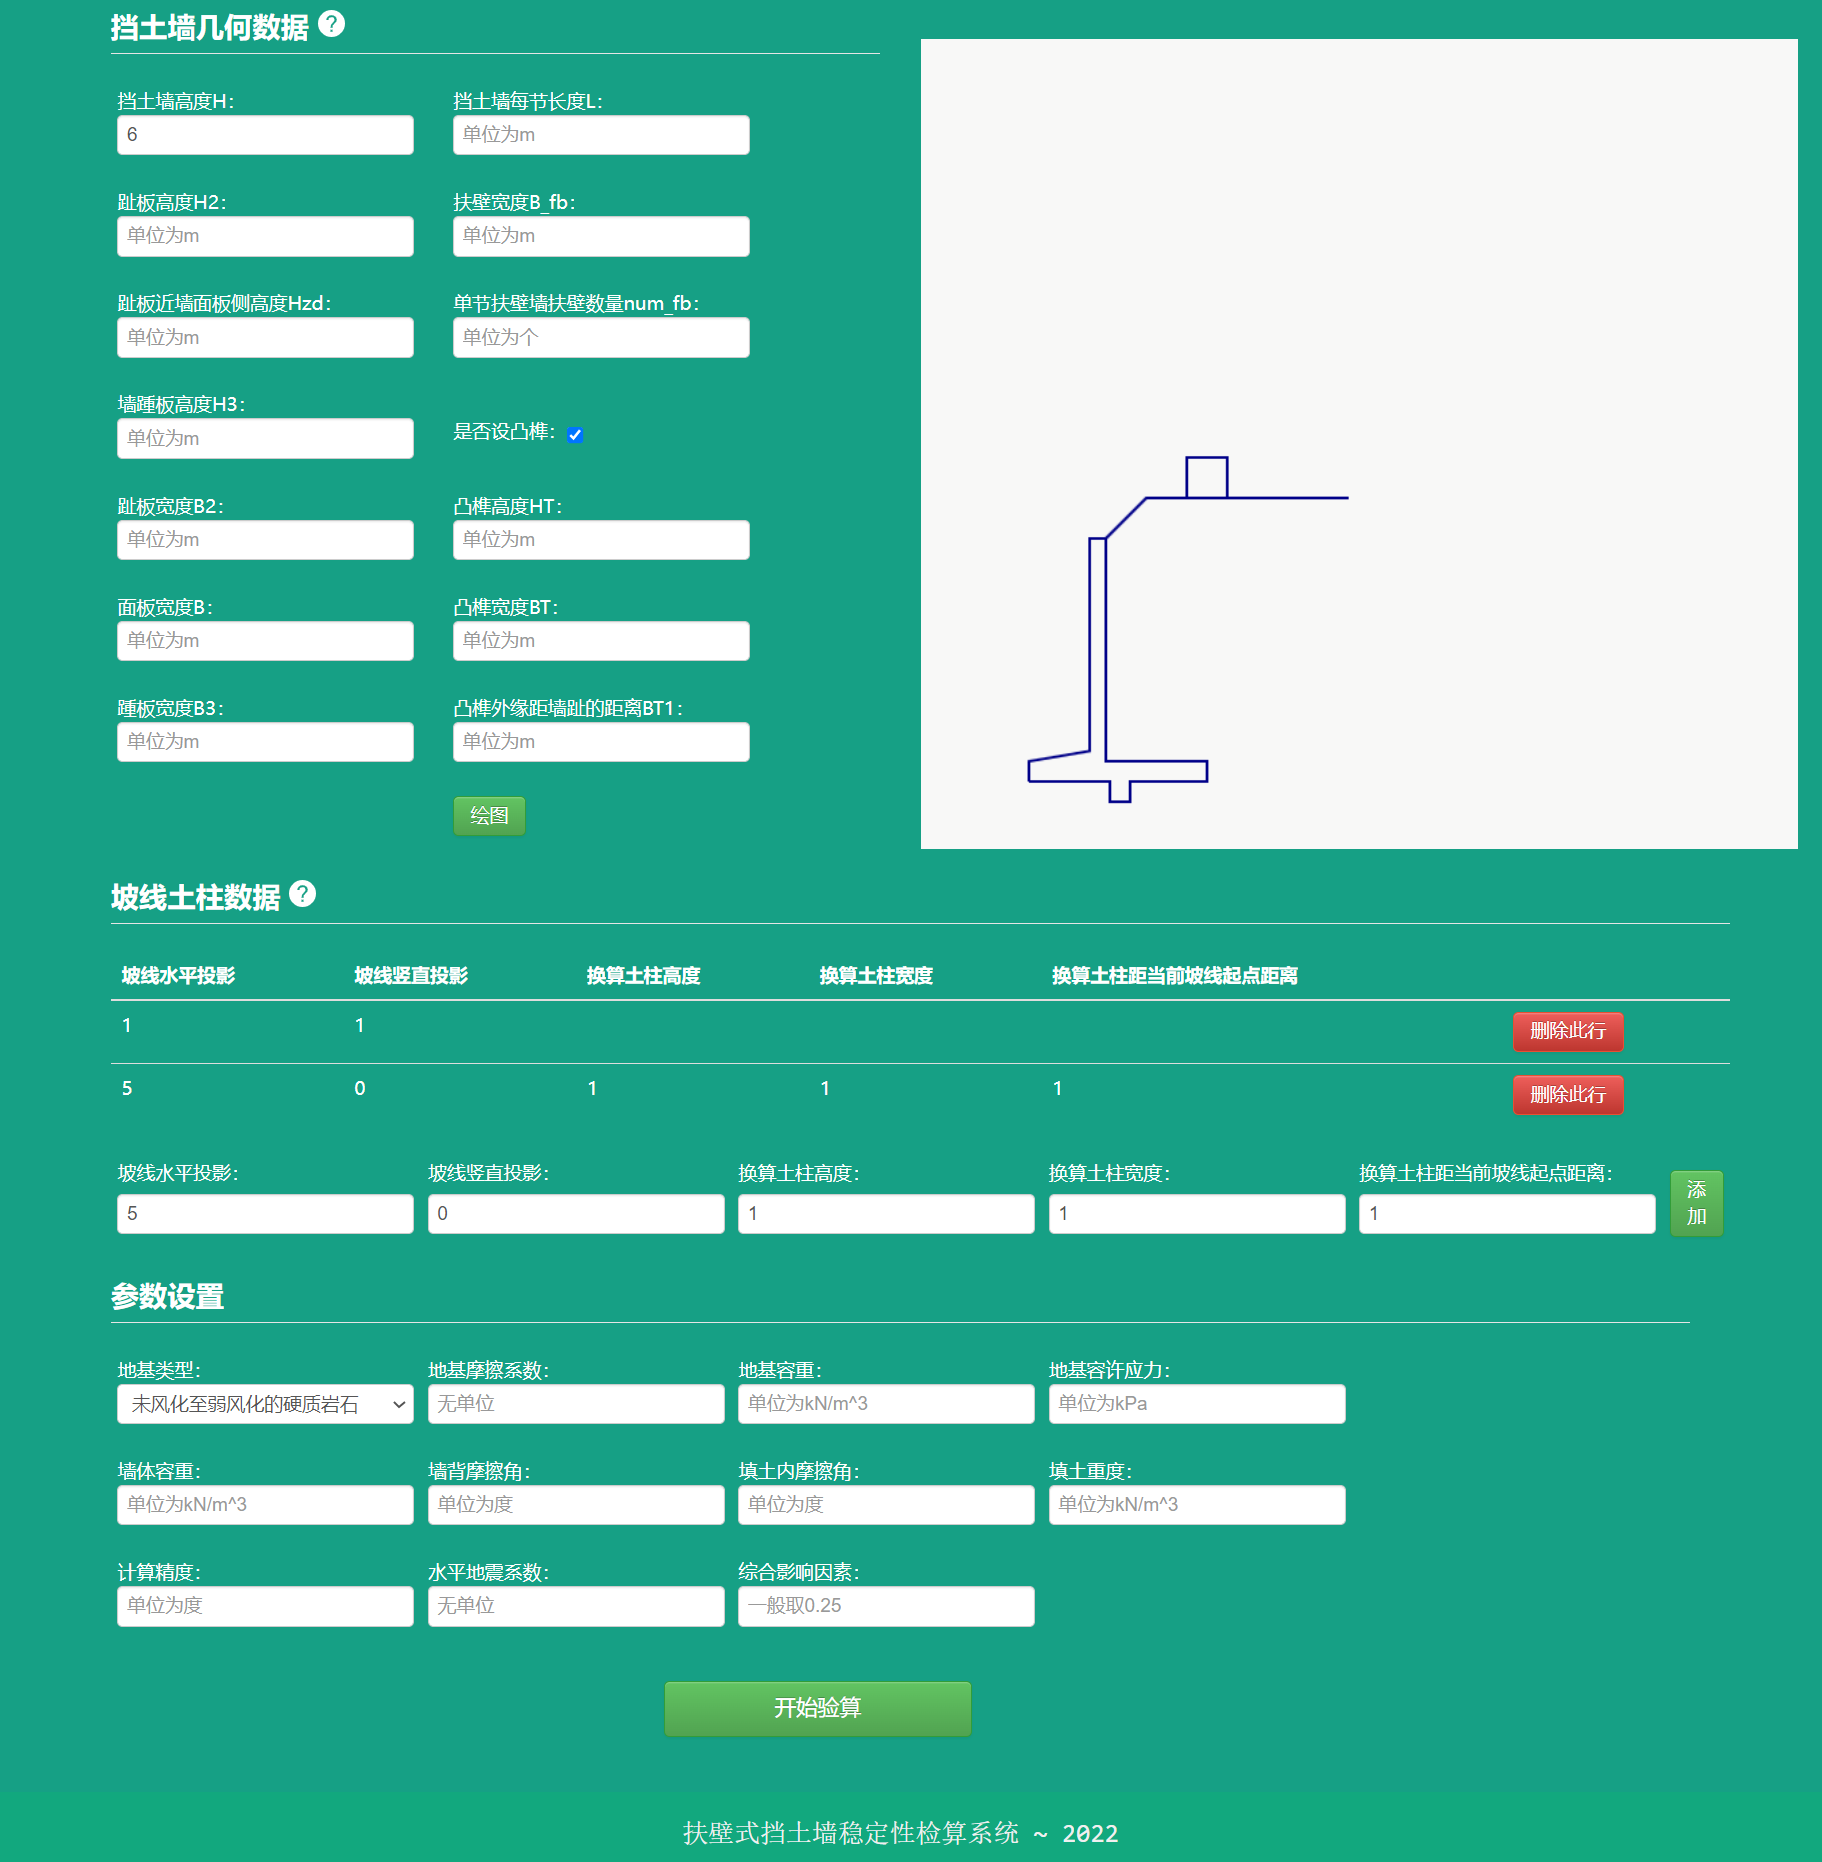 挡土墙几何数据 ?
挡土墙高度H： 挡土墙每节长度L：
6 单位为m
趾板高度H2： 扶壁宽度B_fb：
单位为m 单位为m
趾板近墙面板侧高度Hzd： 单节扶壁墙扶壁数量num_fb：
单位为m 单位为个
墙踵板高度H3：
单位为m 是否设凸榫：
趾板宽度B2： 凸榫高度HT：
单位为m 单位为m
面板宽度B： 凸榫宽度BT：
单位为m 单位为m
踵板宽度B3： 凸榫外缘距墙趾的距离BT1：
单位为m 单位为m
绘图
坡线土柱数据 ?
坡线水平投影 坡线竖直投影 换算土柱高度 换算土柱宽度 换算土柱距当前坡线起点距离
1 1 删除此行
5 0 1 1 1 删除此行
坡线水平投影： 坡线竖直投影： 换算土柱高度： 换算土柱宽度： 换算土柱距当前坡线起点距离：
5 0 1 1 1 添加
参数设置
地基类型： 地基摩擦系数： 地基容重： 地基容许应力：
未风化至弱风化的硬质岩石 无单位 单位为kN/m^3 单位为kPa
墙体容重： 墙背摩擦角： 填土内摩擦角： 填土重度：
单位为kN/m^3 单位为度 单位为度 单位为kN/m^3
计算精度： 水平地震系数： 综合影响因素：
单位为度 无单位 一般取0.25
开始验算
扶壁式挡土墙稳定性检算系统 ~ 2022